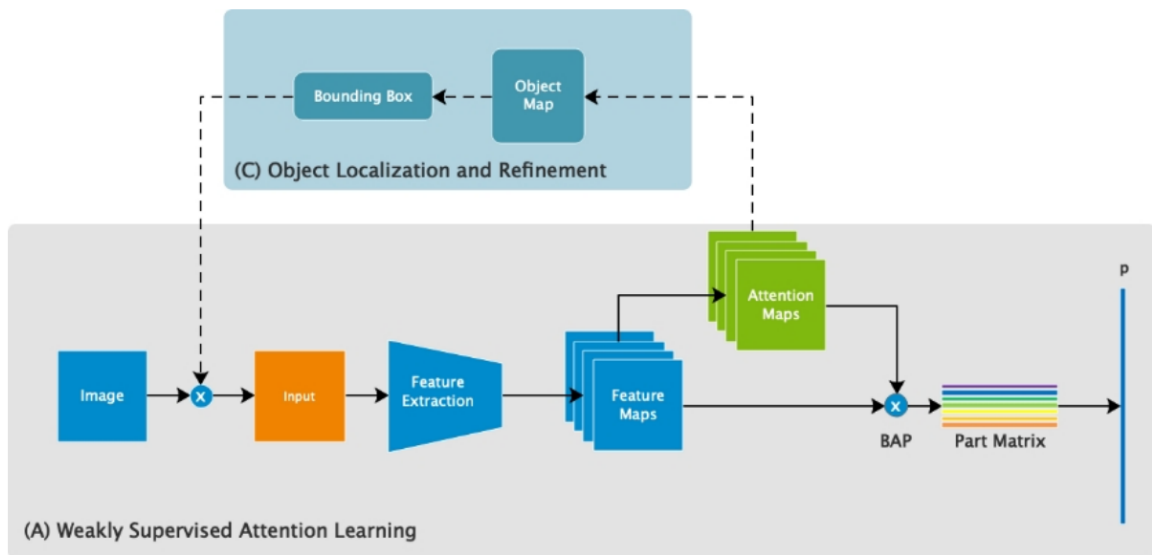 Bounding Box
Object
Map
(C) Object Localization and Refinement
p
Attention
Maps
Image
x
Input
Feature
Extraction
Feature
Maps
x
BAP
Part Matrix
(A) Weakly Supervised Attention Learning